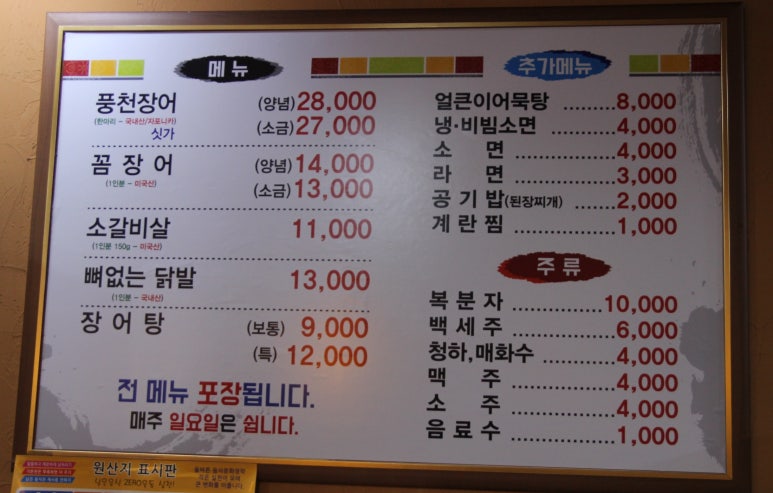 메 뉴
풍천장어 (양념) 28,000
(한마리 - 국내산/자포니카)
싯가 (소금) 27,000
꼼 장 어 (양념) 14,000
(1인분 - 미국산) (소금) 13,000
소갈비살 11,000
(1인분 150g - 미국산)
뼈없는 닭발 13,000
(1인분 - 국내산)
장 어 탕 (보통) 9,000
(특) 12,000
전 메뉴 포장됩니다.
매주 일요일은 쉽니다.
추가메뉴
얼큰이어묵탕 ........ 8,000
냉·비빔소면 .......... 4,000
소 면 .............. 4,000
라 면 .............. 3,000
공 기 밥(된장찌개) ...... 2,000
계 란 찜 .............. 1,000
주 류
복 분 자 .............. 10,000
백 세 주 .............. 6,000
청하,매화수 ............ 4,000
맥 주 .............. 4,000
소 주 .............. 4,000
음 료 수 .............. 1,000
원산지 표시판